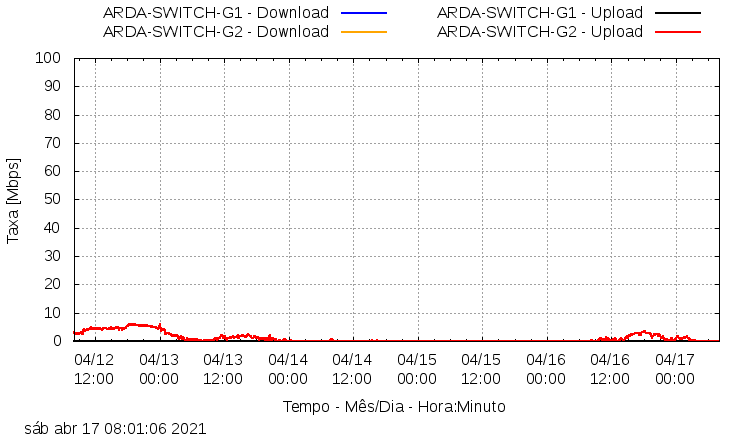 ARDA-SWITCH-G1 - Download ARDA-SWITCH-G1 - Upload
ARDA-SWITCH-G2 - Download ARDA-SWITCH-G2 - Upload
Taxa [Mbps]
100
90
80
70
60
50
40
30
20
10
0
04/12 04/13 04/13 04/14 04/14 04/15 04/15 04/16 04/16 04/17
12:00 00:00 12:00 00:00 12:00 00:00 12:00 00:00 12:00 00:00
Tempo - Mês/Dia - Hora:Minuto
sáb abr 17 08:01:06 2021